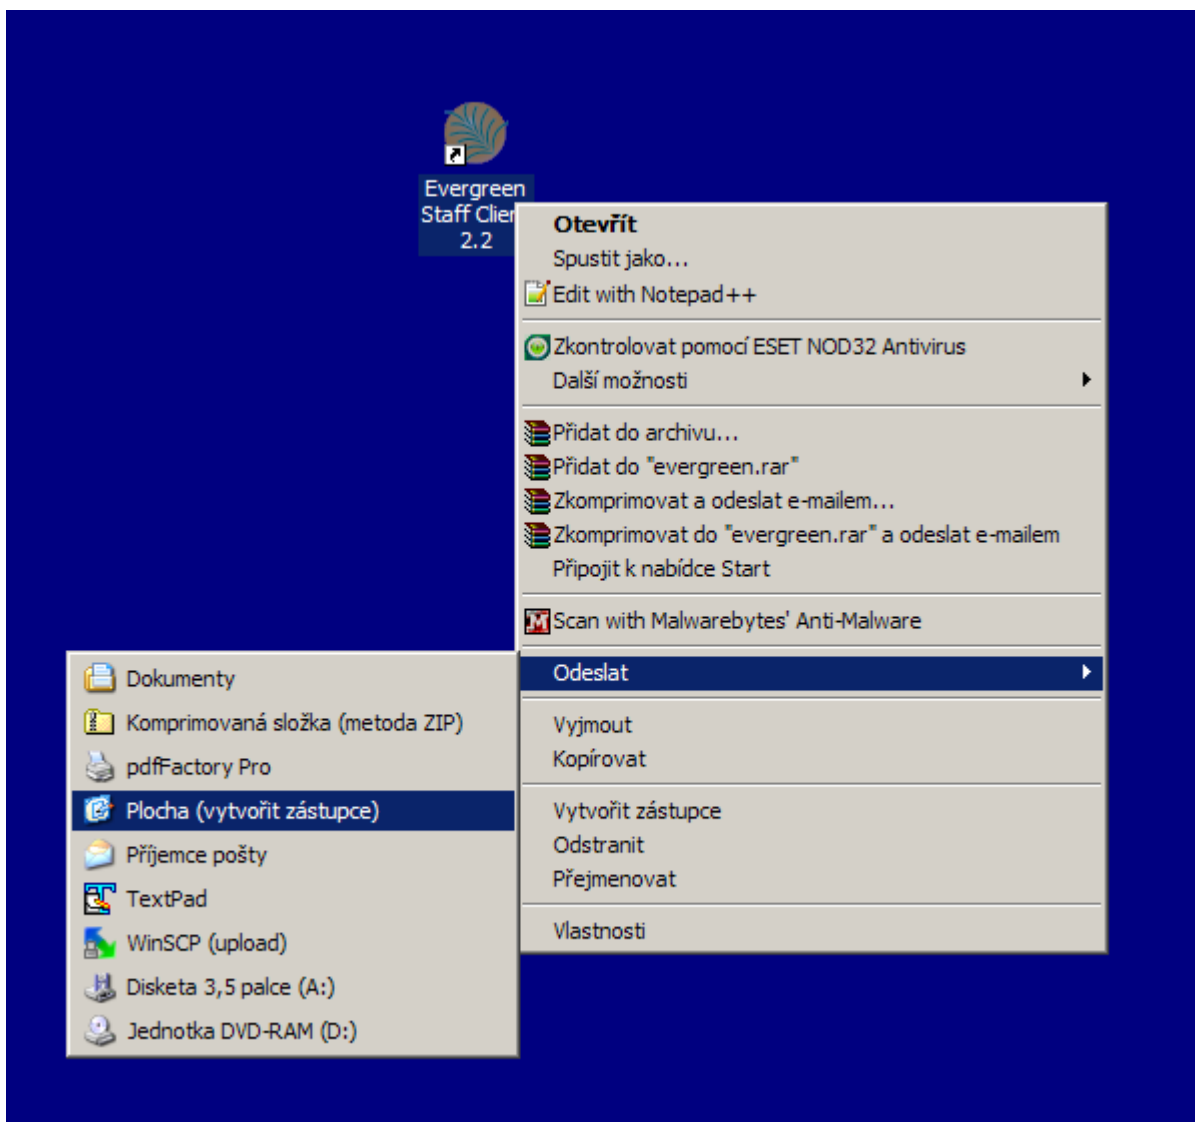 Evergreen
Staff Clien
2.2
Otevřít
Spustit jako...
Edit with Notepad++
Zkontrolovat pomocí ESET NOD32 Antivirus
Další možnosti
Přidat do archivu...
Přidat do "evergreen.rar"
Zkomprimovat a odeslat e-mailem...
Zkomprimovat do "evergreen.rar" a odeslat e-mailem
Připojit k nabídce Start
Scan with Malwarebytes' Anti-Malware
Odeslat
Vyjmout
Kopírovat
Vytvořit zástupce
Odstranit
Přejmenovat
Vlastnosti
Dokumenty
Komprimovaná složka (metoda ZIP)
pdfFactory Pro
Plocha (vytvořit zástupce)
Příjemce pošty
TextPad
WinSCP (upload)
Disketa 3,5 palce (A:)
Jednotka DVD-RAM (D:)